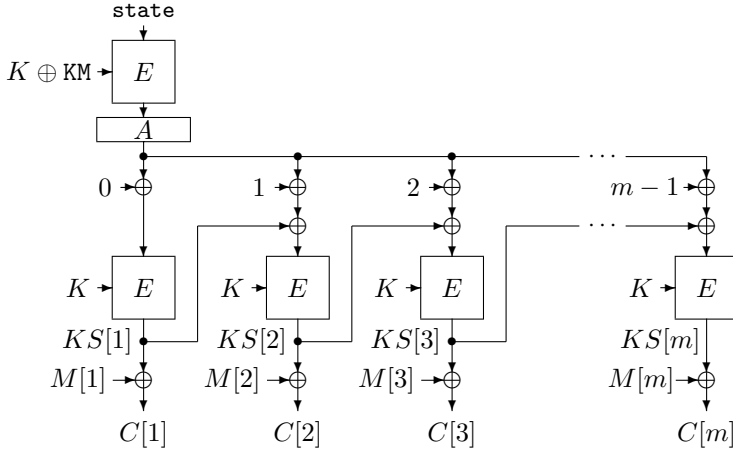 state
K ⊕ KM E
A
0 1 2 m − 1
· · ·
· · ·
K E K E K E K E
KS[1] KS[2] KS[3] KS[m]
M[1] M[2] M[3] M[m]
C[1] C[2] C[3] C[m]